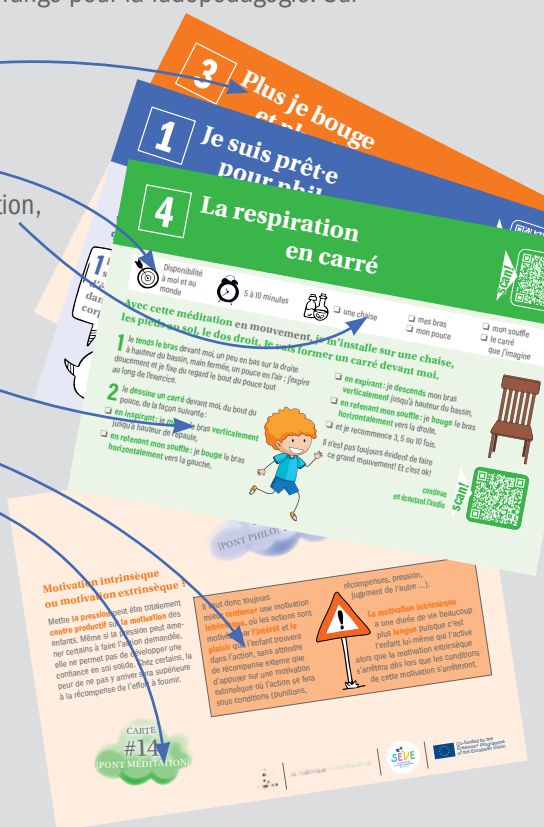 pour la ludopédagogie. Sur
tion,
3
Plus je bouge
et
1
Je suis prêt·e
pour
4
La respiration
en carré
scan!
Disponibilité
à moi et au
monde
5 à 10 minutes
❏ une chaise
❏ mes bras
❏ mon pouce
❏ mon souffle
❏ le carré
que j'imagine
Avec cette méditation en mouvement, je m'installe sur une chaise,
les pieds au sol, le dos droit. Je vais former un carré devant moi.
1 Je tends le bras devant moi, un peu en bas sur la droite
à hauteur du bassin, main fermée, un pouce en l'air ; j'expire
doucement et je fixe du regard le bout du pouce tout
au long de l'exercice.
2 Je dessine un carré devant moi, du bout du
pouce, de la façon suivante :
❏ en inspirant : je bras verticalement
jusqu'à hauteur de l'épaule,
❏ en retenant mon souffle : je bouge le bras
horizontalement vers la gauche,
❏ en expirant : je descends mon bras
verticalement jusqu'à hauteur du bassin,
❏ en retenant mon souffle : je bouge le bras
horizontalement vers la droite,
❏ et je recommence 3, 5 ou 10 fois.
Il n'est pas toujours évident de faire
ce grand mouvement! Et c'est ok!
continue
en écoutant l'audio
scan!
1
PONT
Motivation intrinsèque
ou motivation extrinsèque ?
Mettre la pression peut être totalement
contre productif sur la motivation des
enfants. Même si la pression peut ame-
ner certains à faire l'action demandée,
elle ne permet pas de développer une
confiance en soi solide. Chez certains, la
peur de ne pas y arriver sera supérieure
à la récompense de l'effort à fournir.
Il faut donc toujours
mieux renforcer une motivation
intrinsèque, où les actions sont
motivées par l'intérêt et le
plaisir que l'enfant trouvera
dans l'action, sans attendre
de récompense externe que
d'appuyer sur une motivation
extrinsèque où l'action se fera
sous conditions (punitions,
récompenses, pression,
jugement de l'autre ...).
La motivation intrinsèque
a une durée de vie beaucoup
plus longue puisque c'est
l'enfant lui-même qui l'active
alors que la motivation extrinsèque
s'arrêtera dès lors que les conditions
de cette motivation s'arrêteront.
CARTE
#14
[PONT MÉDITATION]
SEVE
Co-funded by the
Erasmus+ Programme
of the European Union